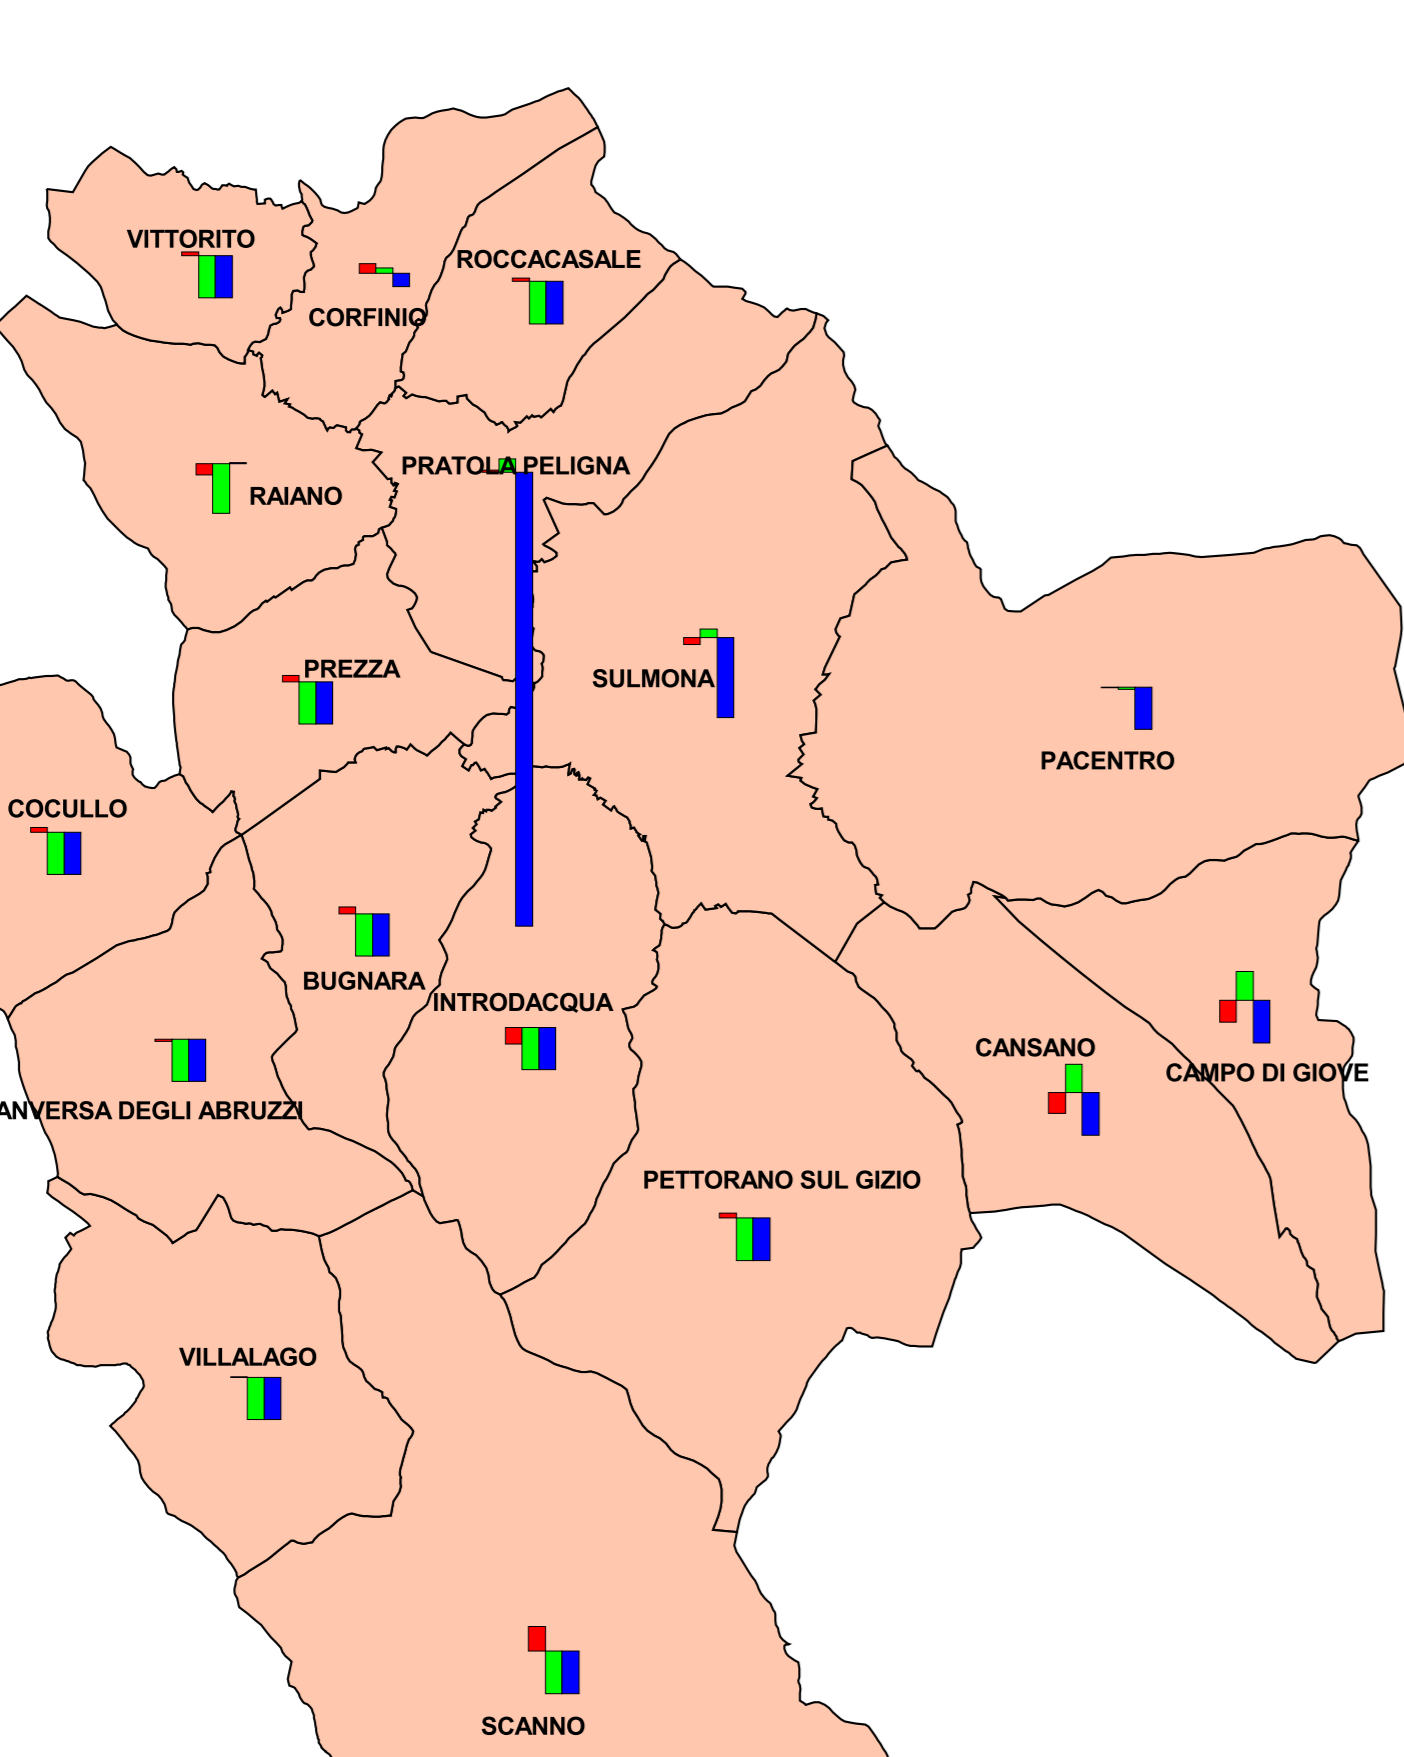 VITTORITO
ROCCACASALE
CORFINIO
PRATOLA PELIGNA
RAIANO
PREZZA
SULMONA
PACENTRO
COCULLO
BUGNARA
INTRODACQUA
CANSANO
CAMPO DI GIOVE
ANVERSA DEGLI ABRUZZI
PETTORANO SUL GIZIO
VILLALAGO
SCANNO